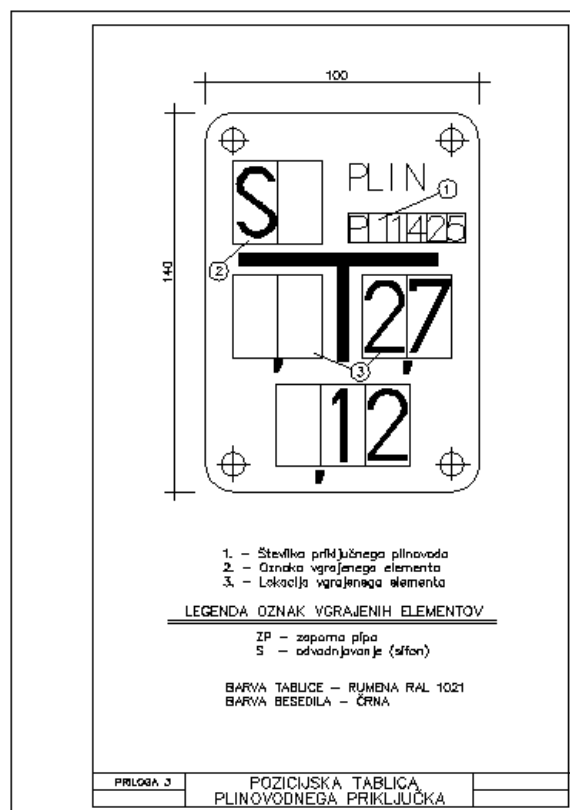 100
140
S
PLIN
1
P 11425
2
, 2,7
3
,12
1. – Številka priključnega plinovoda
2. – Oznaka vgrajenega elementa
3. – Lokacija vgrajenega elementa
LEGENDA OZNAK VGRAJENIH ELEMENTOV
ZP – zaporna pipa
S – odvodnjavanje (sifon)
BARVA TABLICE – RUMENA RAL 1021
BARVA BESEDILA – ČRNA
PRILOGA 3
POZICIJSKA TABLICA
PLINOVODNEGA PRIKLJUČKA